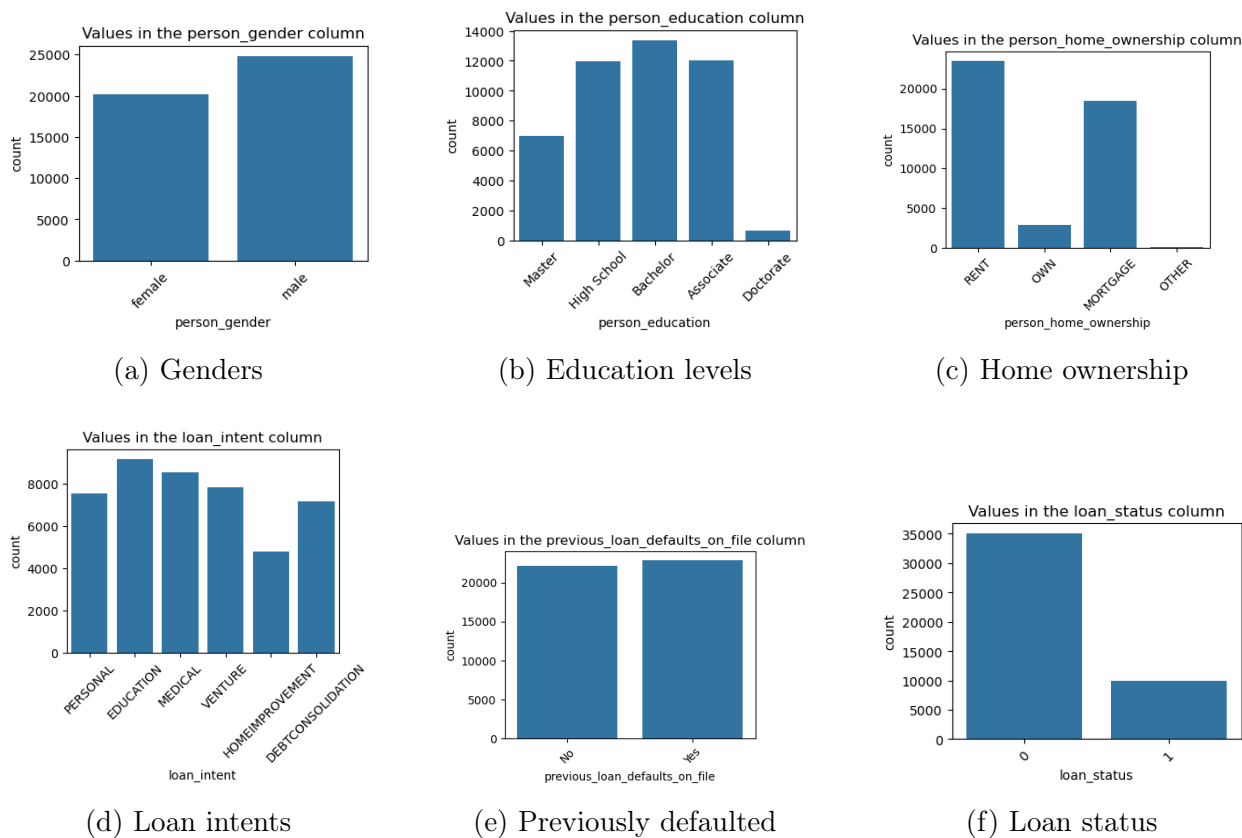 Values in the person_gender column
25000
20000
15000
10000
5000
0
count
female
male
person_gender
(a) Genders
Values in the person_education column
14000
12000
10000
8000
6000
4000
2000
0
count
Master
High School
Bachelor
Associate
Doctorate
person_education
(b) Education levels
Values in the person_home_ownership column
20000
15000
10000
5000
0
count
RENT
OWN
MORTGAGE
OTHER
person_home_ownership
(c) Home ownership
Values in the loan_intent column
8000
6000
4000
2000
0
count
PERSONAL
EDUCATION
MEDICAL
VENTURE
HOMEIMPROVEMENT
DEBTCONSOLIDATION
loan_intent
(d) Loan intents
Values in the previous_loan_defaults_on_file column
20000
15000
10000
5000
0
count
No
Yes
previous_loan_defaults_on_file
(e) Previously defaulted
Values in the loan_status column
35000
30000
25000
20000
15000
10000
5000
0
count
0
1
loan_status
(f) Loan status